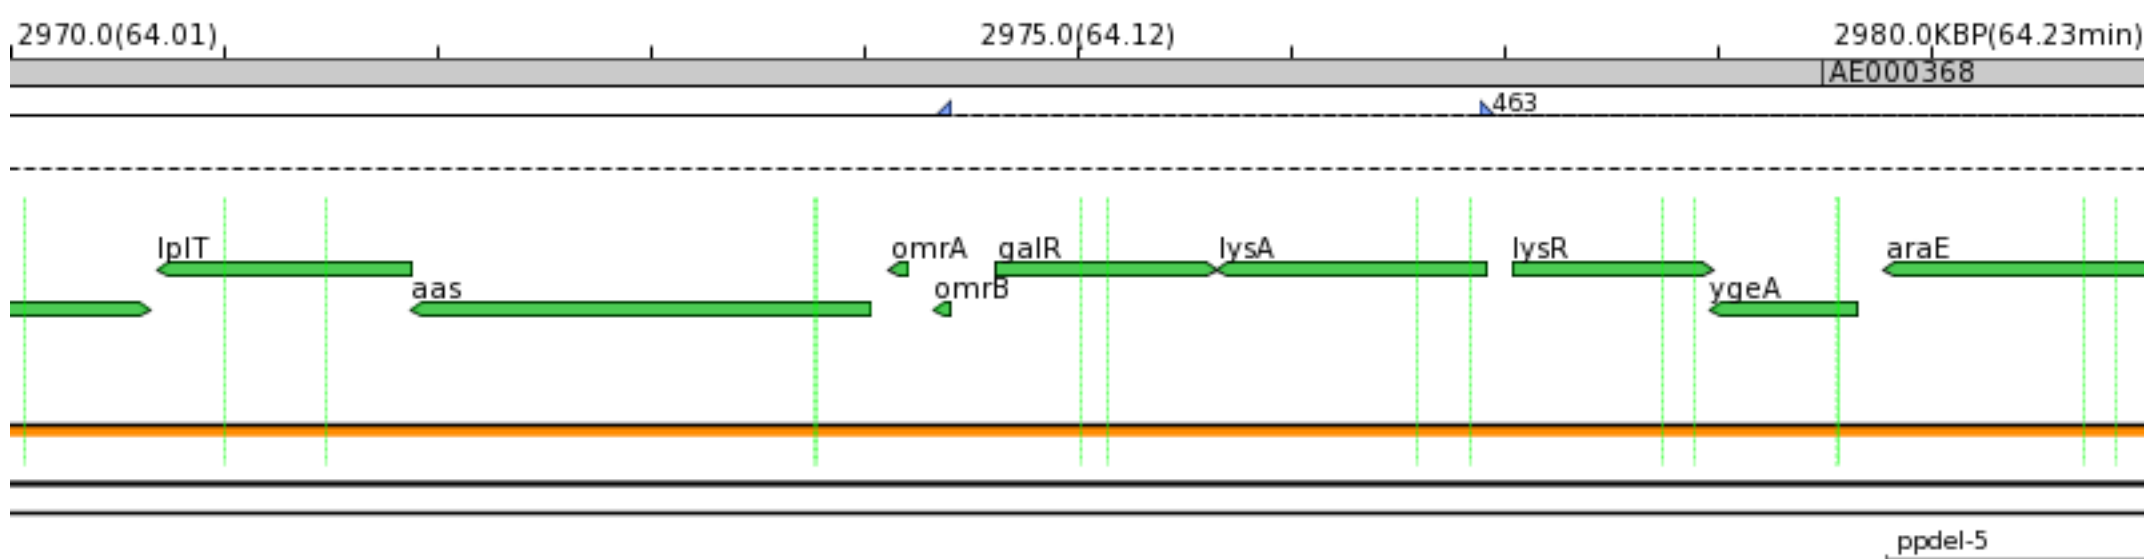 2970.0(64.01) 2975.0(64.12) 2980.0KBP(64.23min)
AE000368
463
lplT omrA galR lysA lysR araE
aas omrB ygeA
ppdel-5